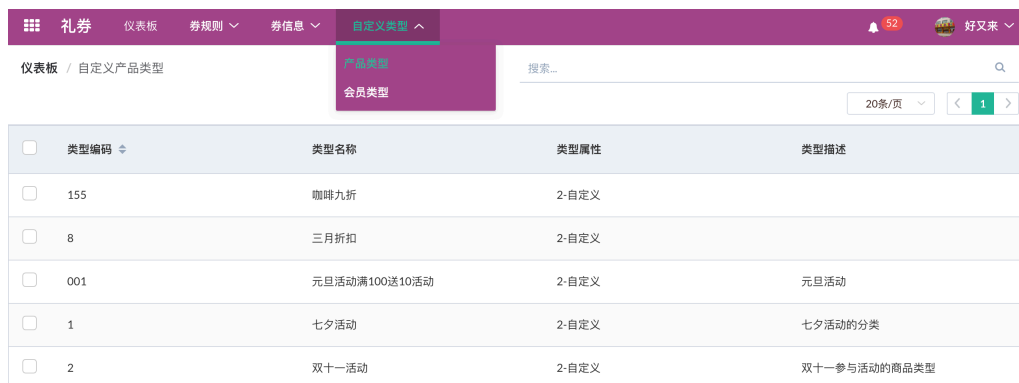 礼券 仪表板 券规则 券信息 自定义类型 52 好又来
产品类型
会员类型
仪表板 / 自定义产品类型 搜索...
20条/页 1
类型编码 类型名称 类型属性 类型描述
155 咖啡九折 2-自定义
8 三月折扣 2-自定义
001 元旦活动满100送10活动 2-自定义 元旦活动
1 七夕活动 2-自定义 七夕活动的分类
2 双十一活动 2-自定义 双十一参与活动的商品类型